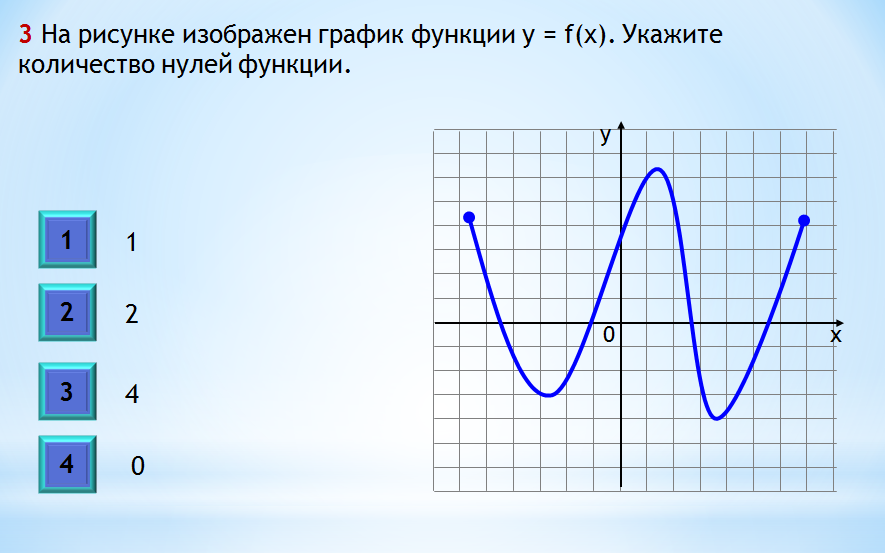 3 На рисунке изображен график функции y = f(x). Укажите
количество нулей функции.
y
0
x
1 1
2 2
3 4
4 0